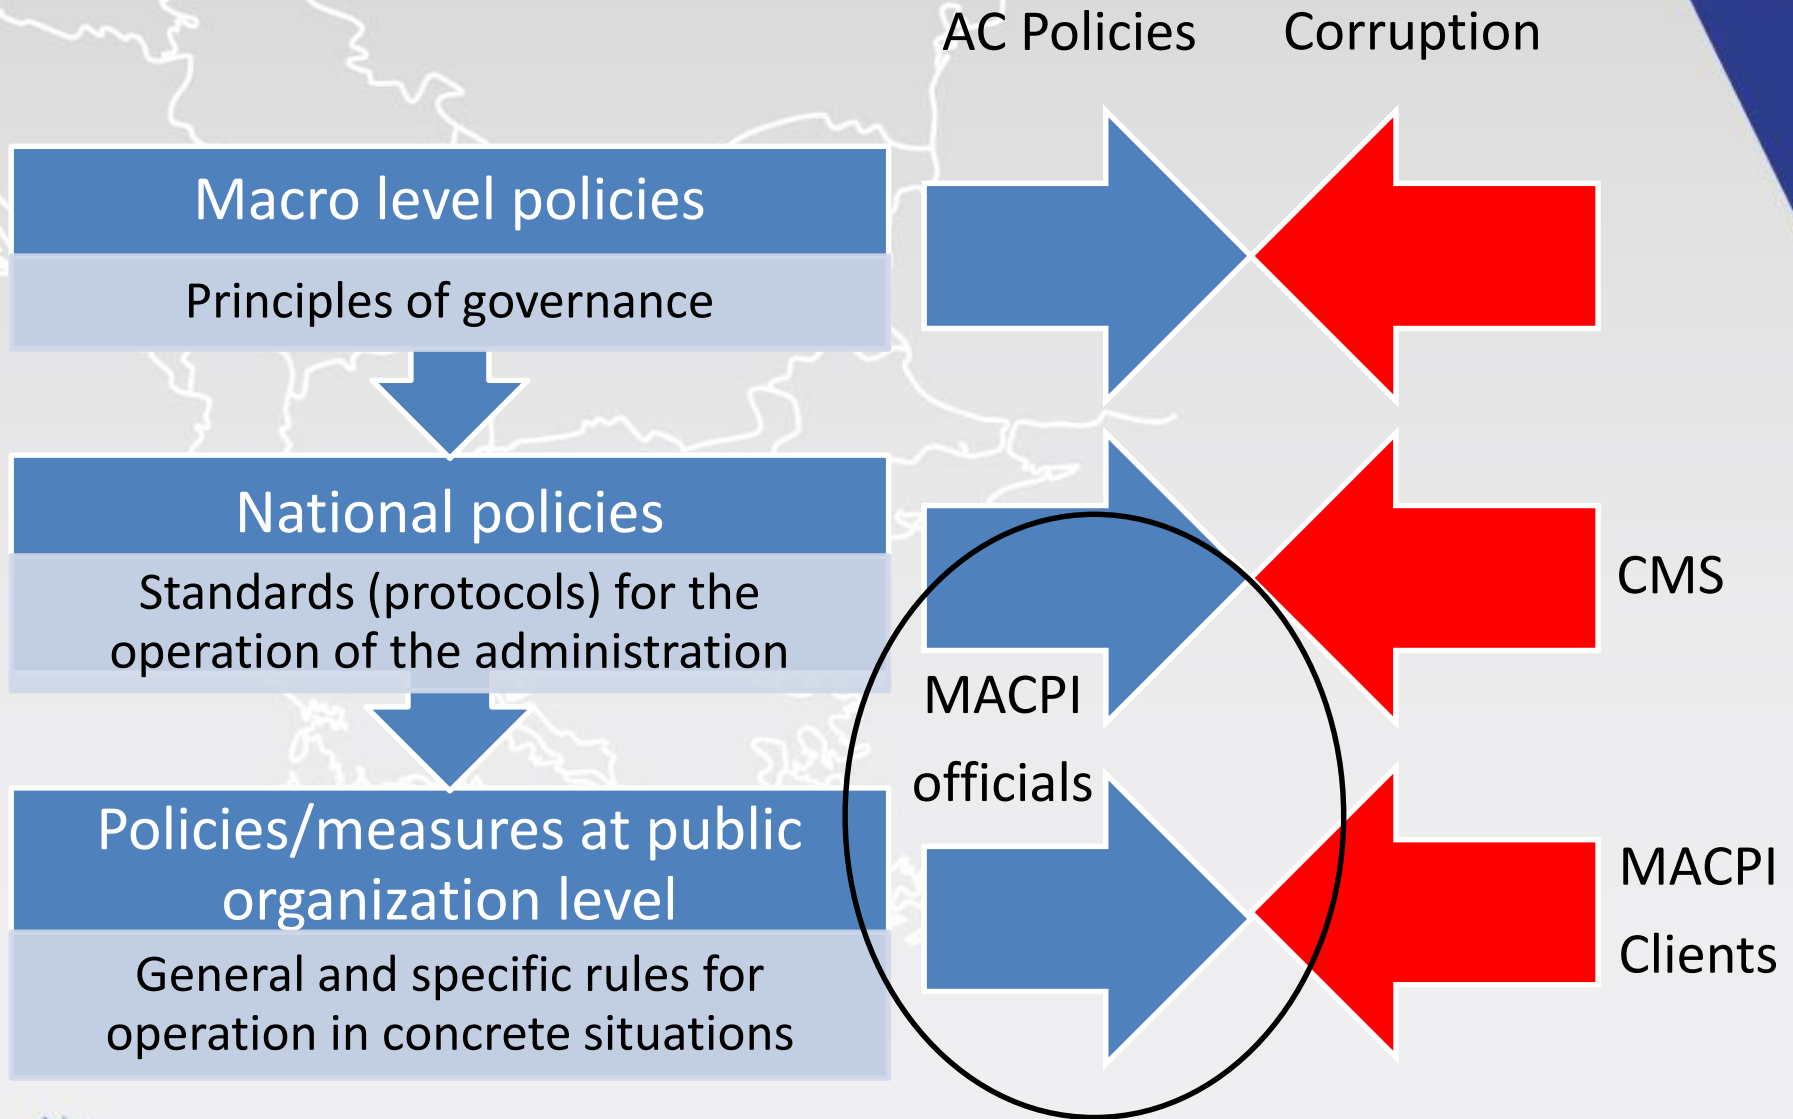 AC Policies
Corruption
Macro level policies
Principles of governance
National policies
Standards (protocols) for the
operation of the administration
CMS
MACPI
officials
Policies/measures at public
organization level
General and specific rules for
operation in concrete situations
MACPI
Clients